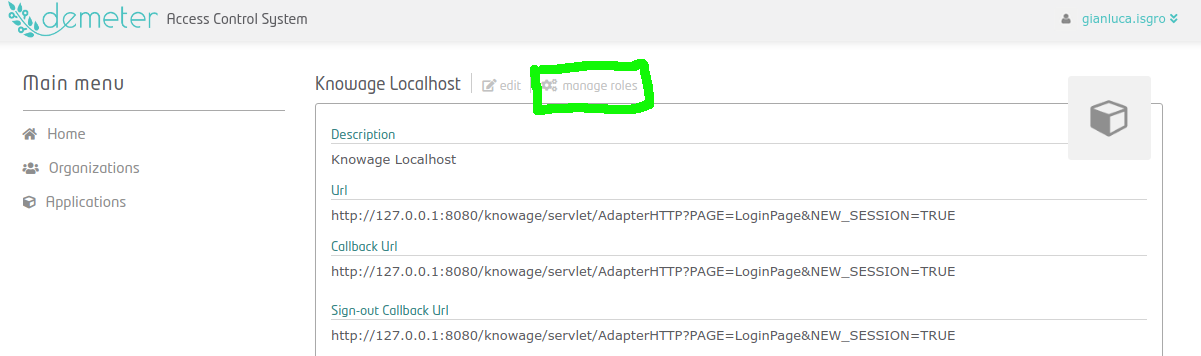 demeter Access Control System
gianluca.isgro
Main menu
Home
Organizations
Applications
Knowage Localhost edit manage roles
Description
Knowage Localhost
Url
http://127.0.0.1:8080/knowage/servlet/AdapterHTTP?PAGE=LoginPage&NEW_SESSION=TRUE
Callback Url
http://127.0.0.1:8080/knowage/servlet/AdapterHTTP?PAGE=LoginPage&NEW_SESSION=TRUE
Sign-out Callback Url
http://127.0.0.1:8080/knowage/servlet/AdapterHTTP?PAGE=LoginPage&NEW_SESSION=TRUE